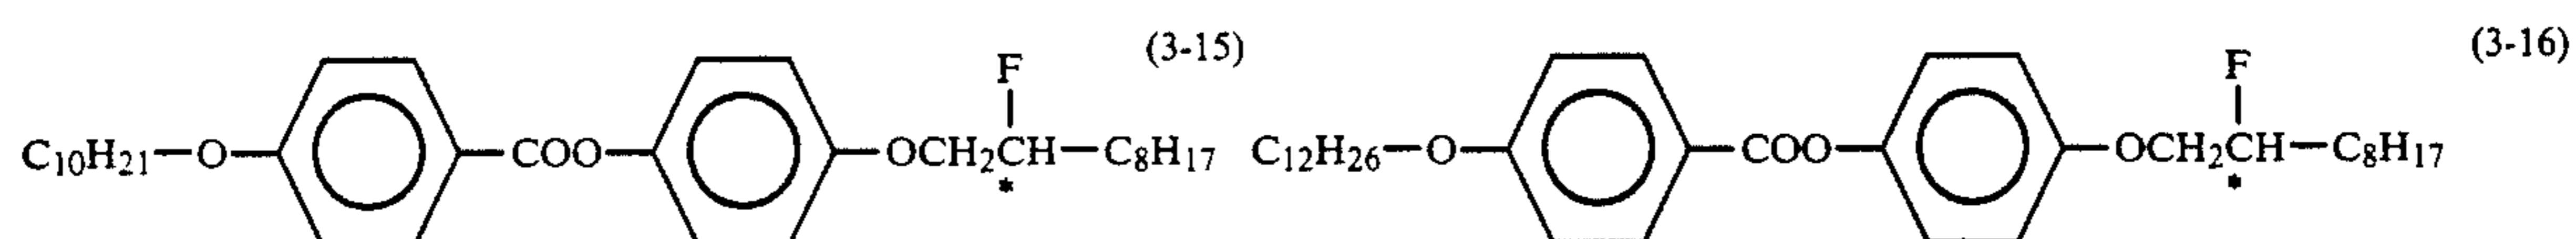 F (3-15) F (3-16)
C10H21—O— —COO— —OCH2CH—C8H17 C12H26—O— —COO— —OCH2CH—C8H17
* *